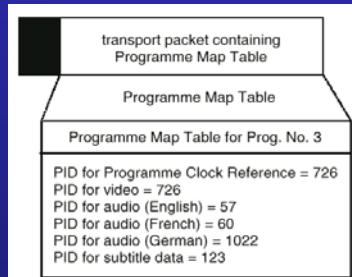 transport packet containing
Programme Map Table
Programme Map Table
Programme Map Table for Prog. No. 3
PID for Programme Clock Reference = 726
PID for video = 726
PID for audio (English) = 57
PID for audio (French) = 60
PID for audio (German) = 1022
PID for subtitle data = 123